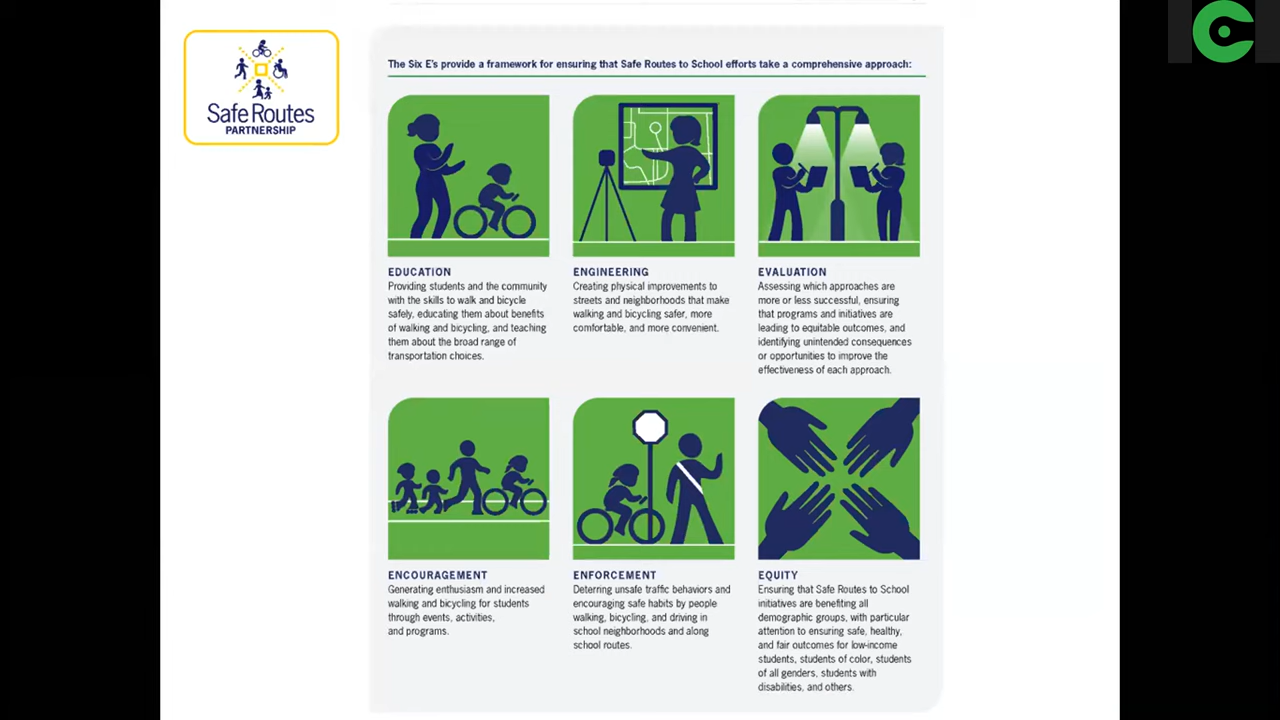 Safe Routes
PARTNERSHIP
The Six E's provide a framework for ensuring that Safe Routes to School efforts take a comprehensive approach:
EDUCATION
Providing students and the community
with the skills to walk and bicycle
safely, educating them about benefits
of walking and bicycling, and teaching
them about the broad range of
transportation choices.
ENGINEERING
Creating physical improvements to
streets and neighborhoods that make
walking and bicycling safer, more
comfortable, and more convenient.
EVALUATION
Assessing which approaches are
more or less successful, ensuring
that programs and initiatives are
leading to equitable outcomes, and
identifying unintended consequences
or opportunities to improve the
effectiveness of each approach.
ENCOURAGEMENT
Generating enthusiasm and increased
walking and bicycling for students
through events, activities,
and programs.
ENFORCEMENT
Deterring unsafe traffic behaviors and
encouraging safe habits by people
walking, bicycling, and driving in
school neighborhoods and along
school routes.
EQUITY
Ensuring that Safe Routes to School
initiatives are benefiting all
demographic groups, with particular
attention to ensuring safe, healthy,
and fair outcomes for low-income
students, students of color, students
of all genders, students with
disabilities, and others.